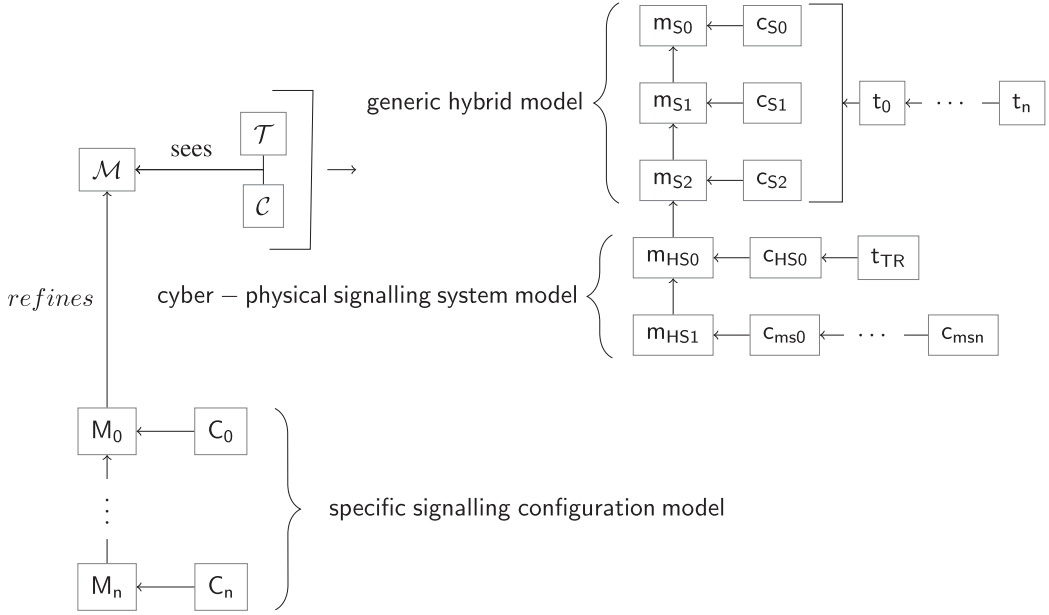 m_S0 c_S0
generic hybrid model m_S1 c_S1 t_0 ··· t_n
𝒯
sees
ℳ
m_S2 c_S2
𝒞
m_HS0 c_HS0 t_TR
refines
cyber – physical signalling system model
m_HS1 c_ms0 ··· c_msn
M_0 C_0
⋮
specific signalling configuration model
M_n C_n